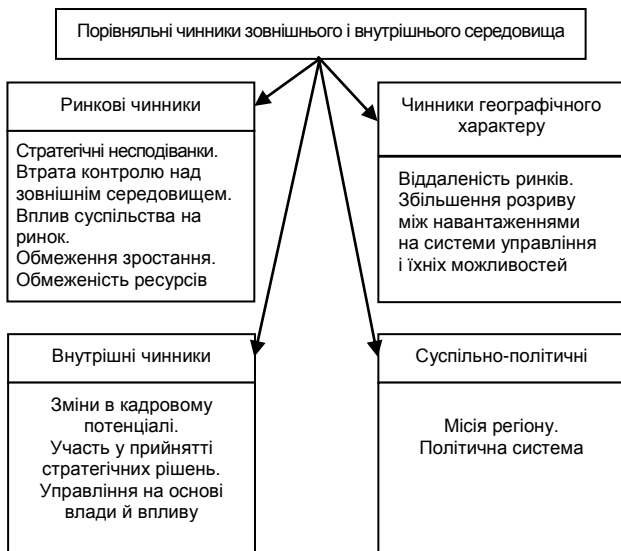 Порівняльні чинники зовнішнього і внутрішнього середовища
Ринкові чинники
Стратегічні несподіванки.
Втрата контролю над
зовнішнім середовищем.
Вплив суспільства на
ринок.
Обмеження зростання.
Обмеженість ресурсів
Чинники географічного
характеру
Віддаленість ринків.
Збільшення розриву
між навантаженнями
на системи управління
і їхніх можливостей
Внутрішні чинники
Зміни в кадровому
потенціалі.
Участь у прийнятті
стратегічних рішень.
Управління на основі
влади й впливу
Суспільно-політичні
Місія регіону.
Політична система